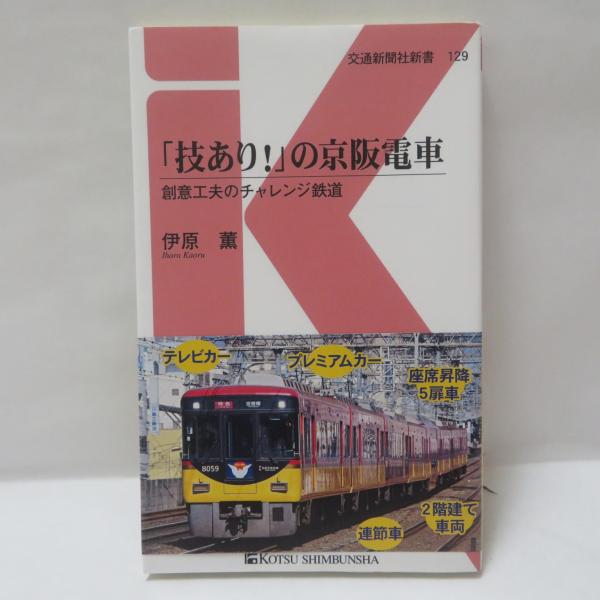 交通新聞社新書 129
「技あり!」の京阪電車
創意工夫のチャレンジ鉄道
伊原 薫
Ihara Kaoru
テレビカー
プレミアムカー
座席昇降
5扉車
8059
2階建て
車両
連節車
KOTSU SHIMBUNSHA